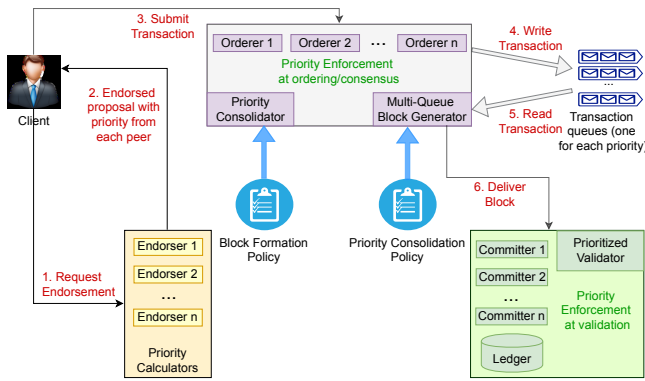 3. Submit
Transaction
Orderer 1
Orderer 2
...
Orderer n
Priority Enforcement
at ordering/consensus
Priority
Consolidator
Multi-Queue
Block Generator
4. Write
Transaction
...
5. Read
Transaction
Transaction
queues (one
for each priority)
Client
2. Endorsed
proposal with
priority from
each peer
Block Formation
Policy
Priority Consolidation
Policy
6. Deliver
Block
1. Request
Endorsement
Endorser 1
Endorser 2
...
Endorser n
Priority
Calculators
Committer 1
Committer 2
...
Committer n
Ledger
Prioritized
Validator
Priority
Enforcement
at validation